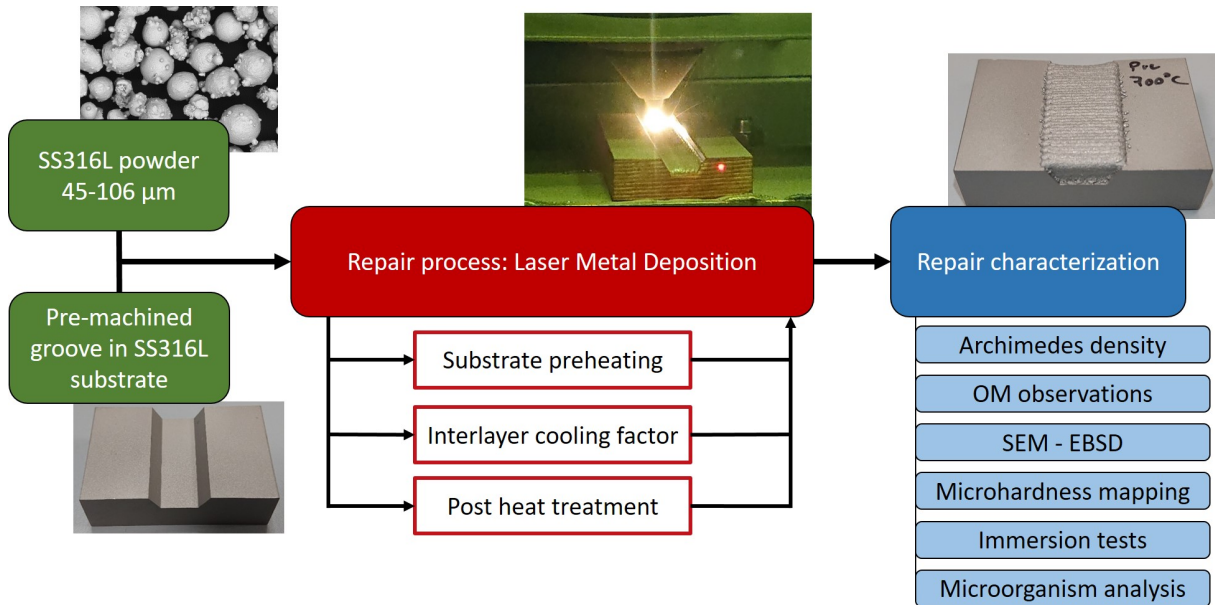 SS316L powder
45-106 µm
Pre-machined
groove in SS316L
substrate
Repair process: Laser Metal Deposition
Substrate preheating
Interlayer cooling factor
Post heat treatment
700°C
Repair characterization
Archimedes density
OM observations
SEM - EBSD
Microhardness mapping
Immersion tests
Microorganism analysis